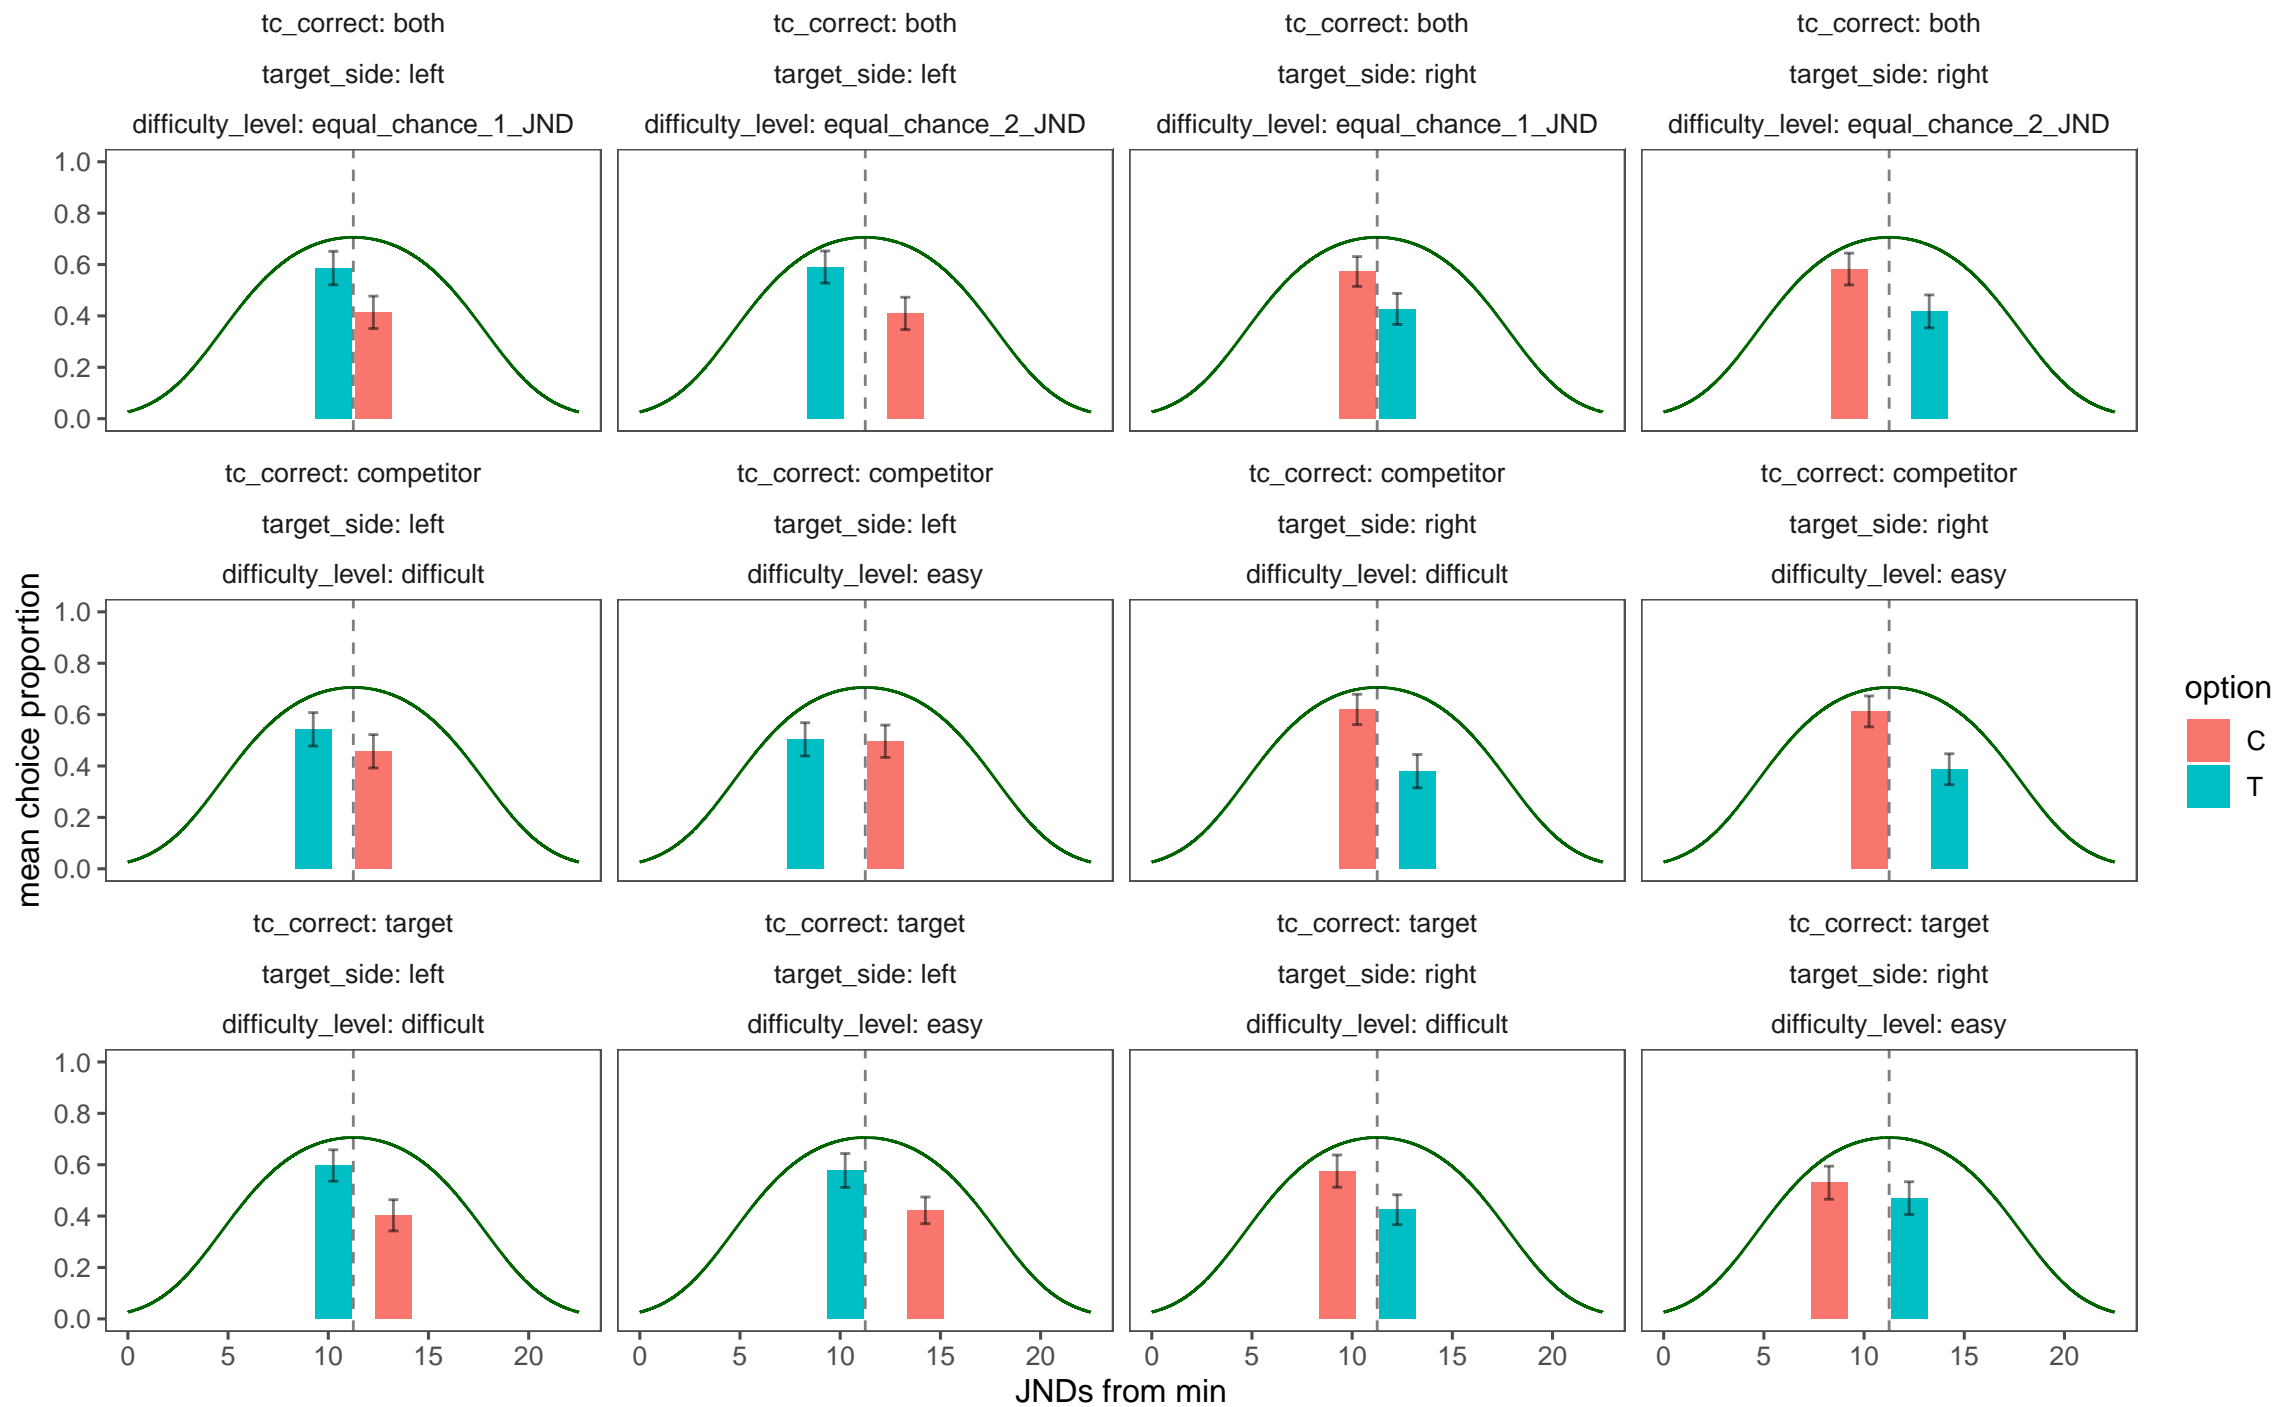 tc_correct: both
target_side: left
difficulty_level: equal_chance_1_JND
tc_correct: both
target_side: left
difficulty_level: equal_chance_2_JND
tc_correct: both
target_side: right
difficulty_level: equal_chance_1_JND
tc_correct: both
target_side: right
difficulty_level: equal_chance_2_JND
1.0
0.8
0.6
0.4
0.2
0.0
tc_correct: competitor
target_side: left
difficulty_level: difficult
tc_correct: competitor
target_side: left
difficulty_level: easy
tc_correct: competitor
target_side: right
difficulty_level: difficult
tc_correct: competitor
target_side: right
difficulty_level: easy
1.0
0.8
0.6
0.4
0.2
0.0
mean choice proportion
tc_correct: target
target_side: left
difficulty_level: difficult
tc_correct: target
target_side: left
difficulty_level: easy
tc_correct: target
target_side: right
difficulty_level: difficult
tc_correct: target
target_side: right
difficulty_level: easy
1.0
0.8
0.6
0.4
0.2
0.0
0 5 10 15 20
0 5 10 15 20
0 5 10 15 20
0 5 10 15 20
JNDs from min
option
C
T